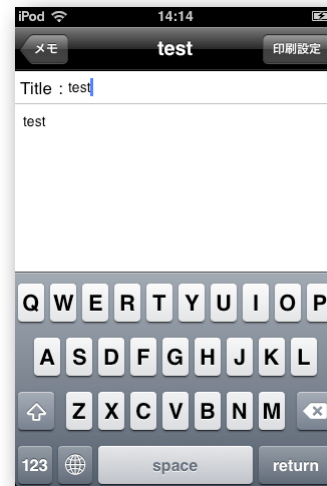 iPod 14:14
メモ test 印刷設定
Title : test
test
Q W E R T Y U I O P
A S D F G H J K L
Z X C V B N M
123 space return